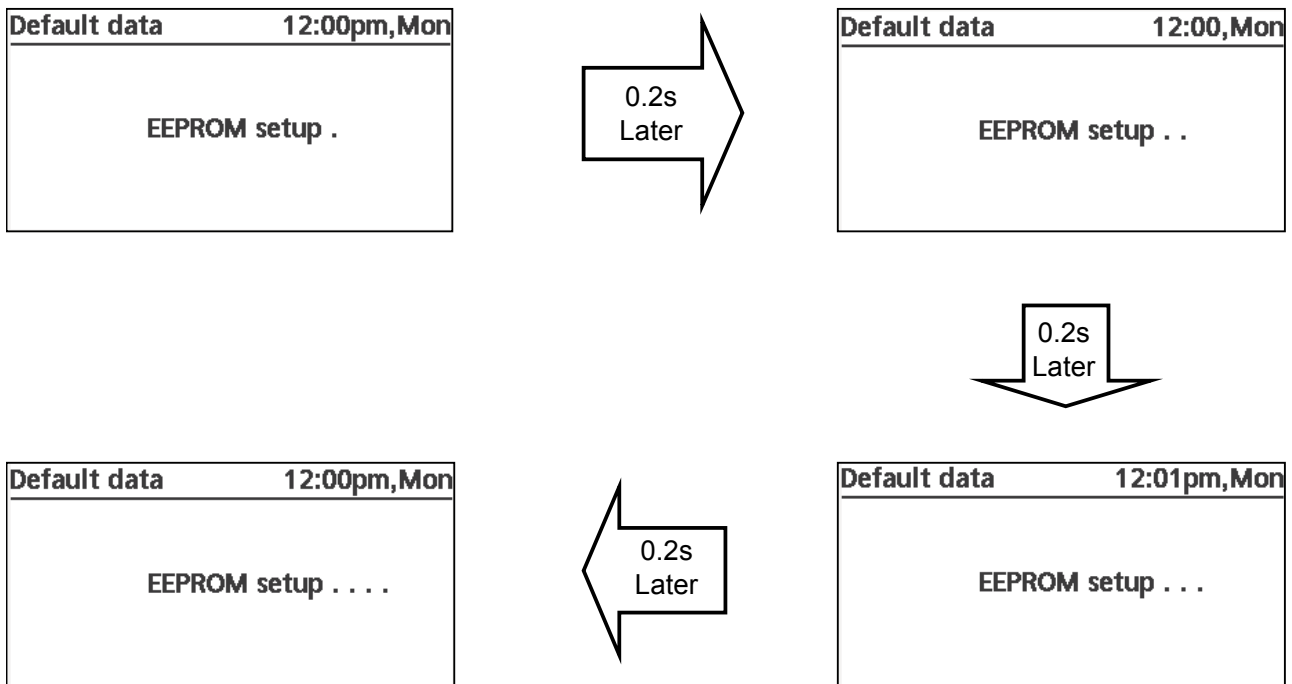 Default data 12:00pm,Mon
EEPROM setup .
0.2s
Later
Default data 12:00,Mon
EEPROM setup . .
0.2s
Later
Default data 12:01pm,Mon
EEPROM setup . . .
0.2s
Later
Default data 12:00pm,Mon
EEPROM setup . . . .